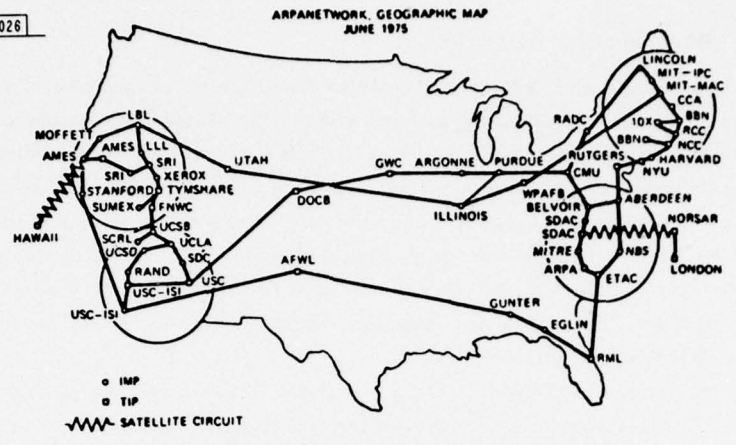 026
ARPANETWORK, GEOGRAPHIC MAP
JUNE 1975
LINCOLN
MIT-IPC
MIT-MAC
CCA
RADC
10X
BBN
RCC
BBN
NCC
HARVARD
NYU
LBL
MOFFETT
AMES
AMES
LLL
SRI
SRI
XEROX
STANFORD
TYMSHARE
SUMEX
FNWC
UCSB
SCRL
UCLA
UCSD
SDC
RAND
USC
USC-ISI
USC-ISI
HAWAII
UTAH
GWC
ARGONNE
PURDUE
RUTGERS
CMU
DOCB
ILLINOIS
WPAFB
BELVOIR
ABERDEEN
SDAC
SDAC
NORSAR
MITRE
NBS
LONDON
ARPA
ETAC
AFWL
GUNTER
EGLIN
RML
IMP
TIP
SATELLITE CIRCUIT